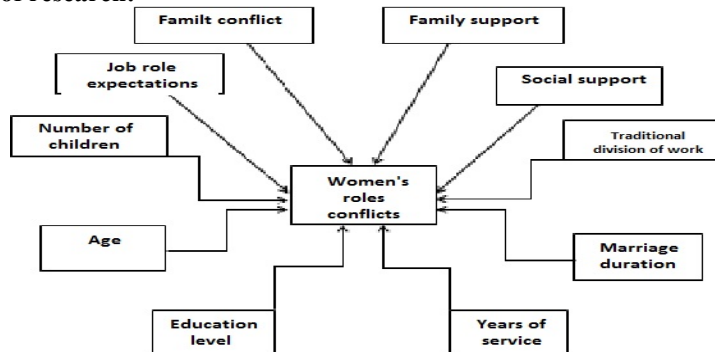 of research.
Familt conflict
Family support
Job role
expectations
Social support
Number of
children
Traditional
division of work
Women's
roles
conflicts
Age
Marriage
duration
Education
level
Years of
service